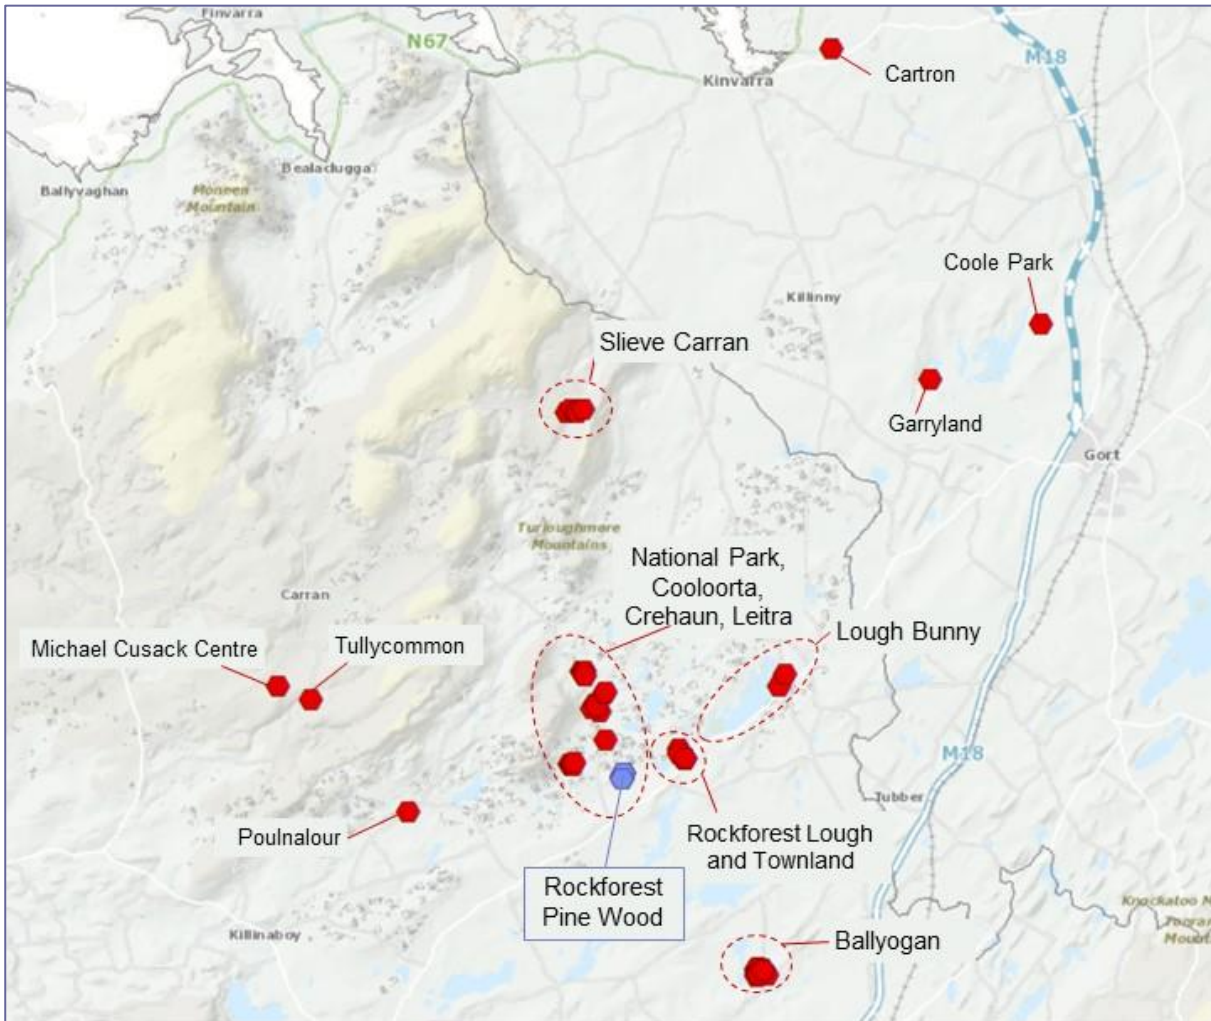 Finvarra
N67
M18
Kinvarra
Cartron
Bealaclugga
Ballyvaghan
Moneen
Mountain
Coole Park
Killinny
Slieve Carran
Garryland
Gort
Turloughmore
Mountains
National Park,
Cooloorta,
Crehaun, Leitra
Carran
Lough Bunny
Michael Cusack Centre
Tullycommon
M18
Tubber
Poulnalour
Rockforest Lough
and Townland
Rockforest
Pine Wood
Killinaboy
Ballyogan
Knockatoo M